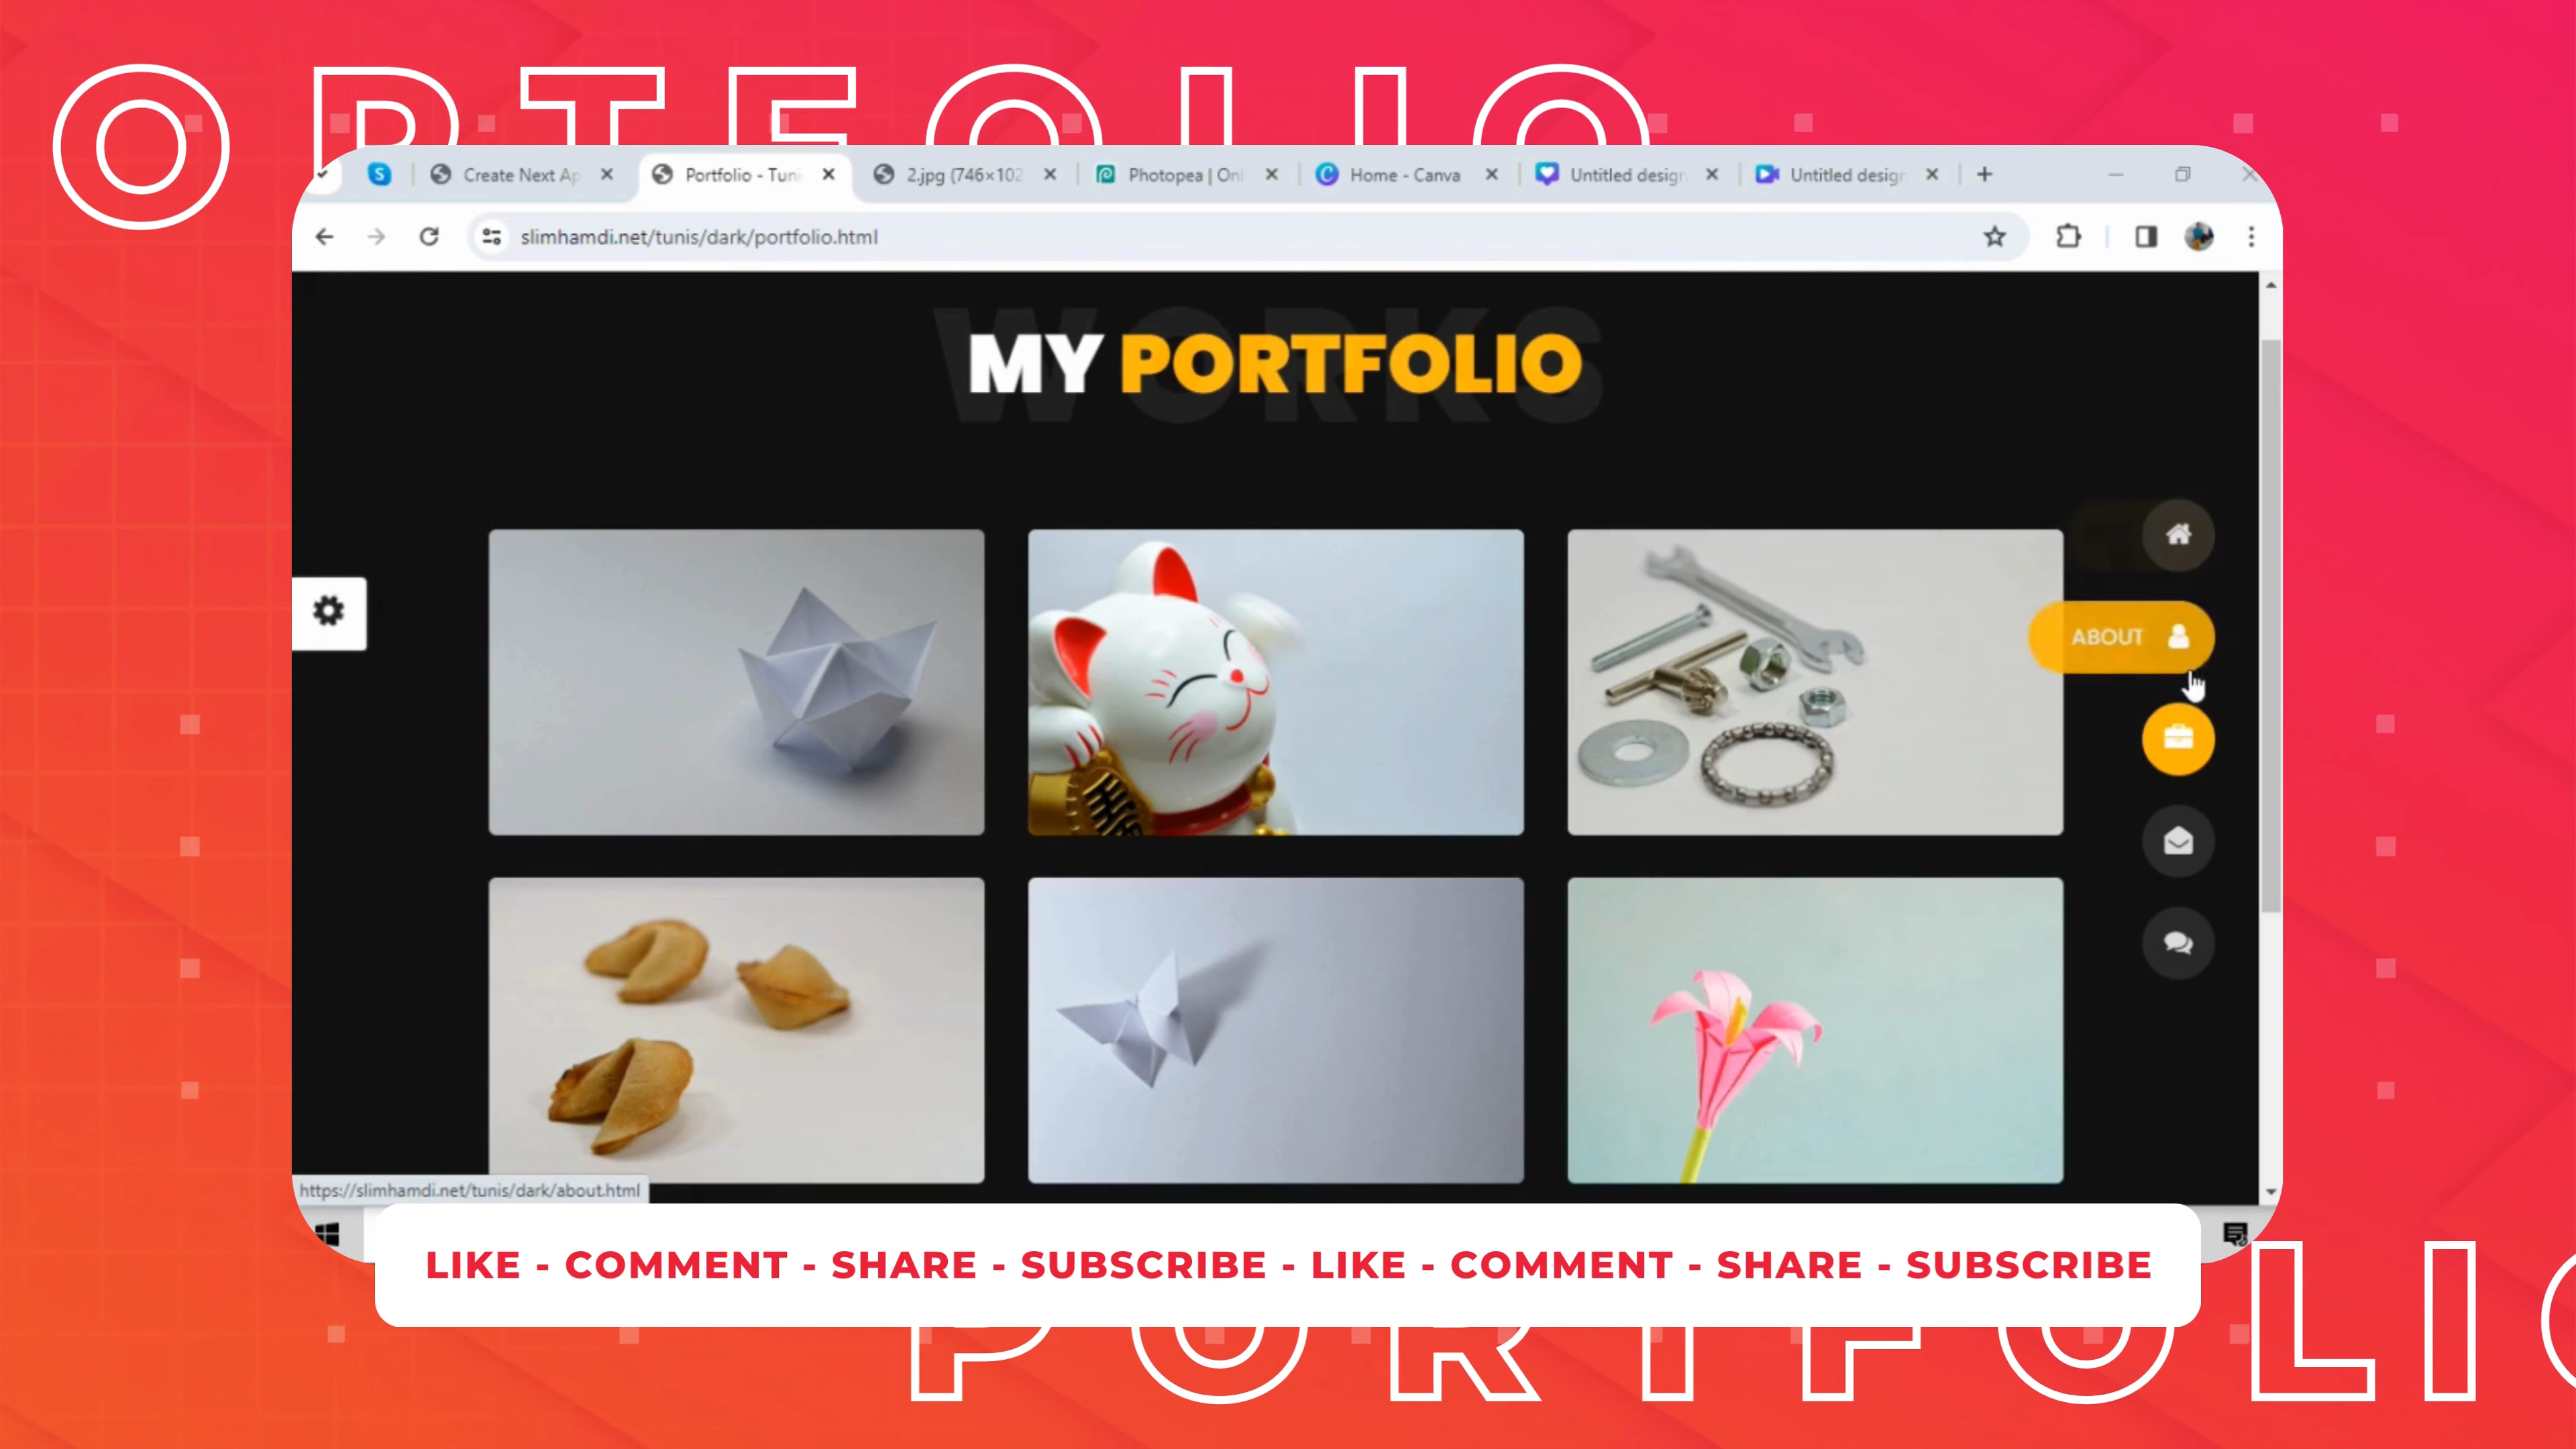 ORTFOLIO
Create Next Ap
Portfolio - Tuni
2.jpg (746×102
Photopea | Onl
Home - Canva
Untitled design
Untitled design
slimhamdi.net/tunis/dark/portfolio.html
WORKS
MY PORTFOLIO
ABOUT
https://slimhamdi.net/tunis/dark/about.html
LIKE - COMMENT - SHARE - SUBSCRIBE - LIKE - COMMENT - SHARE - SUBSCRIBE
PORTFOLIO